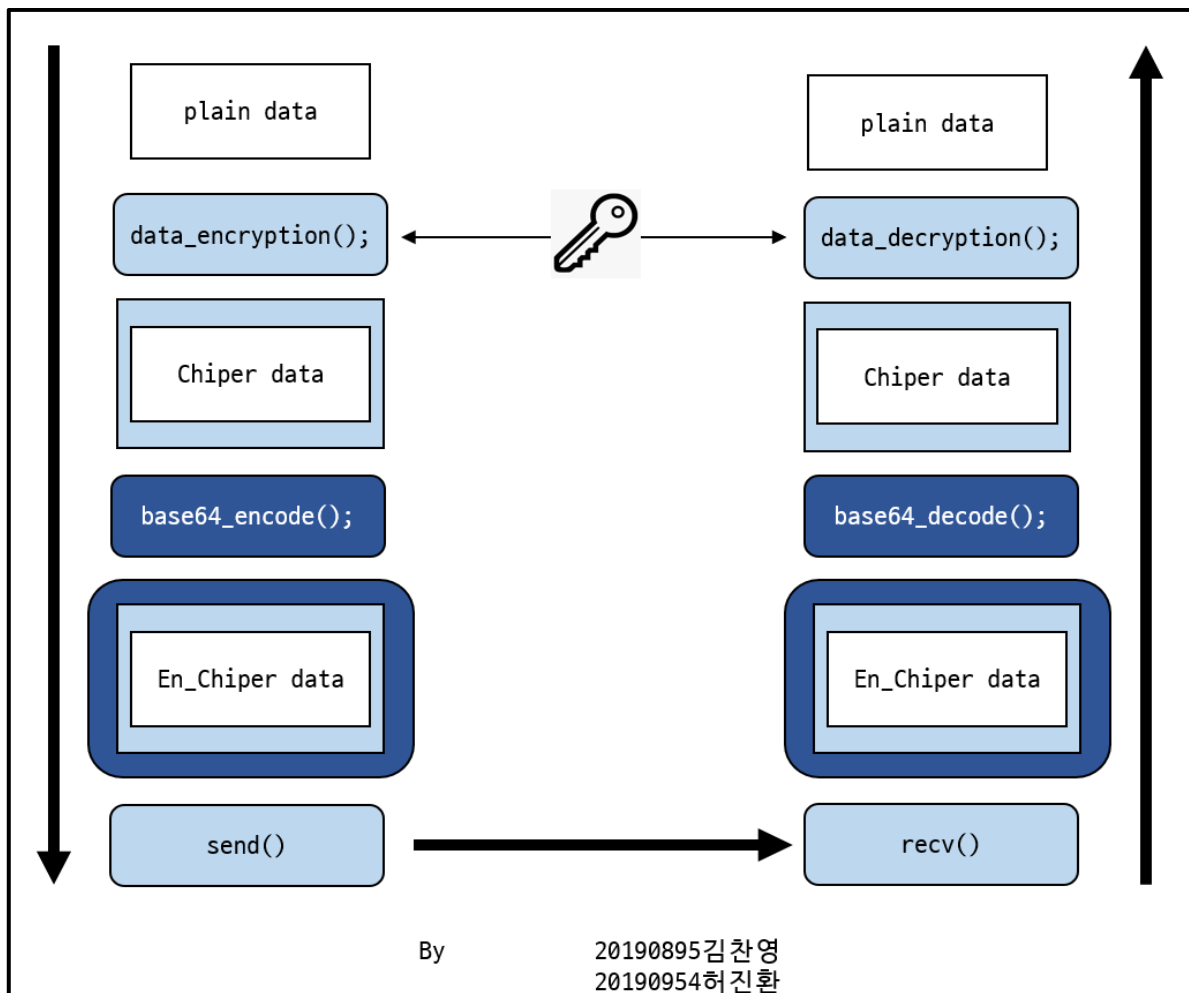 plain data
plain data
data_encryption();
data_decryption();
Chiper data
Chiper data
base64_encode();
base64_decode();
En_Chiper data
En_Chiper data
send()
recv()
By 20190895김찬영
20190954허진환